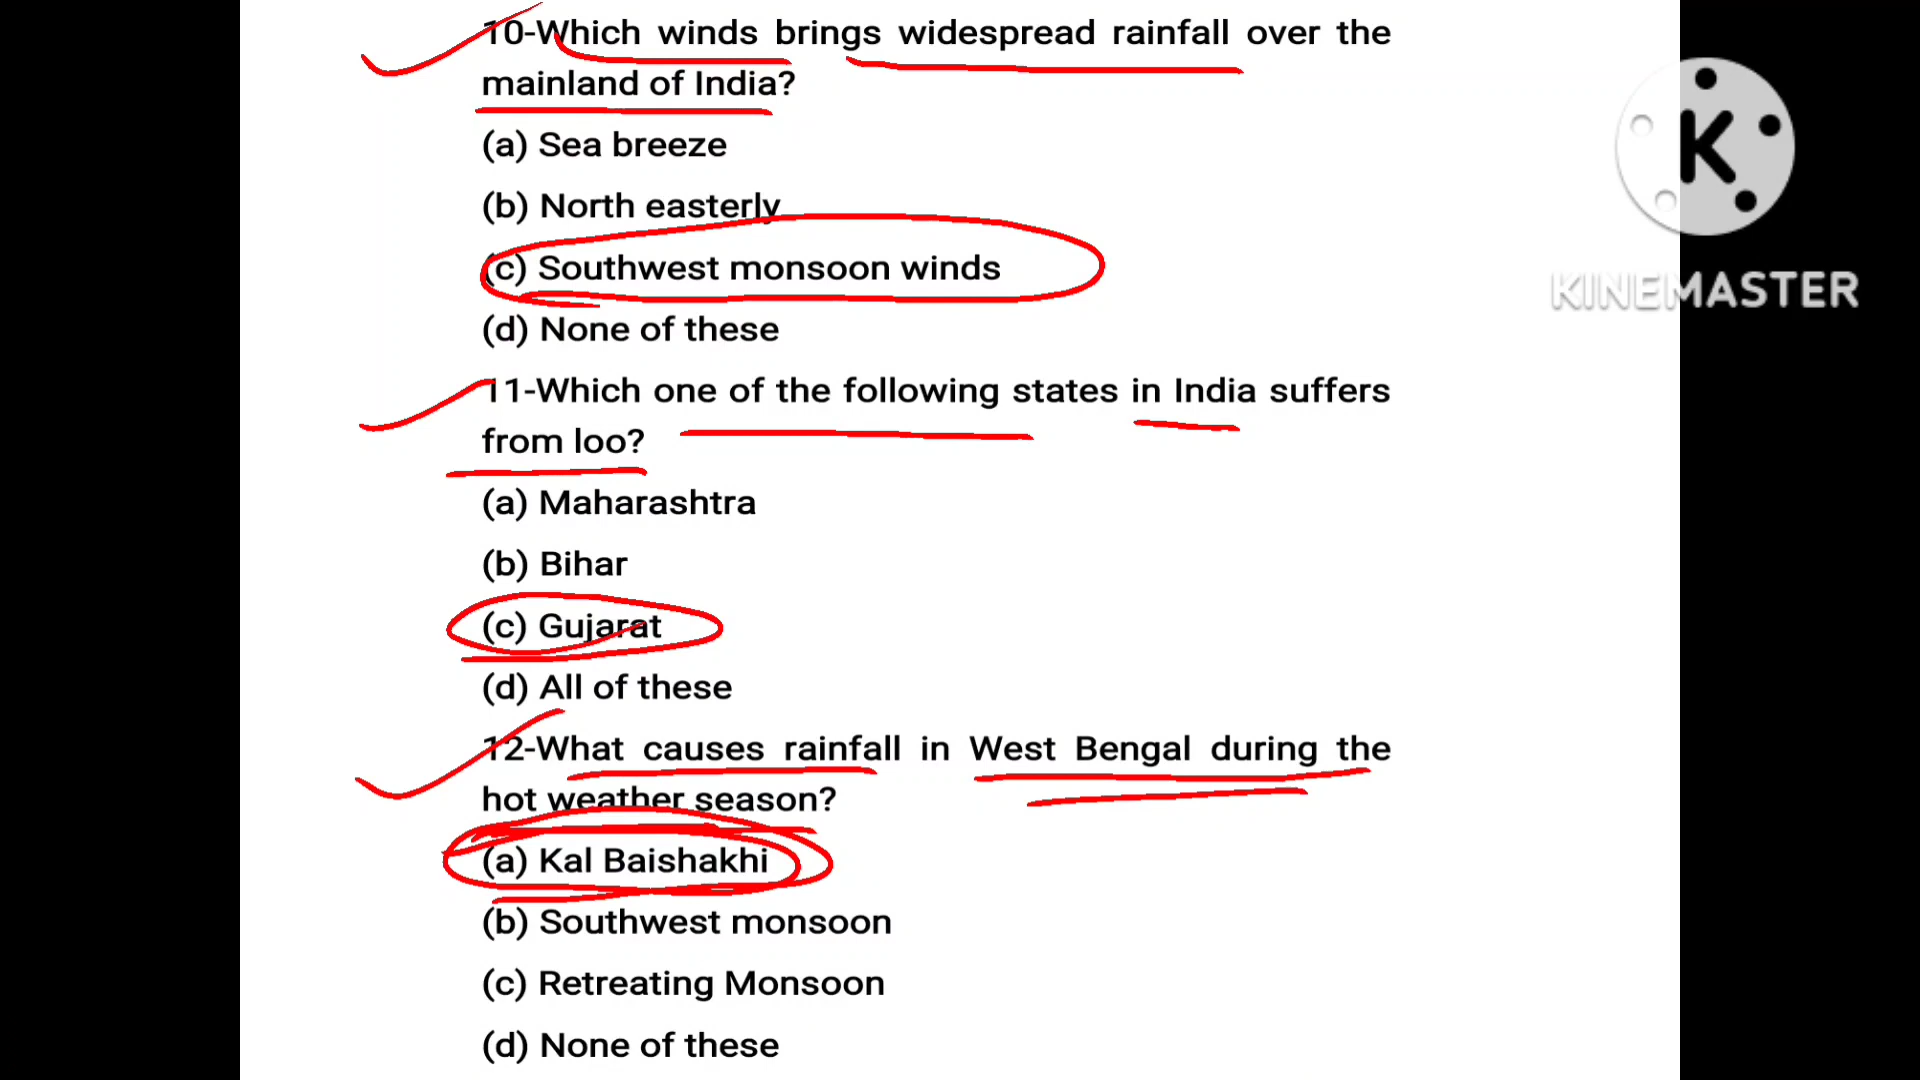 10-Which winds brings widespread rainfall over the
mainland of India?
(a) Sea breeze
(b) North easterly
(c) Southwest monsoon winds
(d) None of these
11-Which one of the following states in India suffers
from loo?
(a) Maharashtra
(b) Bihar
(c) Gujarat
(d) All of these
12-What causes rainfall in West Bengal during the
hot weather season?
(a) Kal Baishakhi
(b) Southwest monsoon
(c) Retreating Monsoon
(d) None of these
K
KINEMASTER